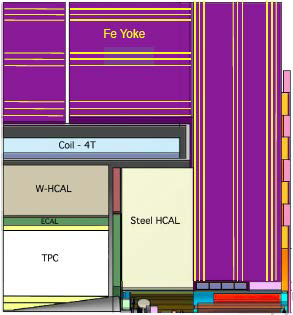 Fe Yoke
Coil - 4T
W-HCAL
ECAL
Steel HCAL
TPC